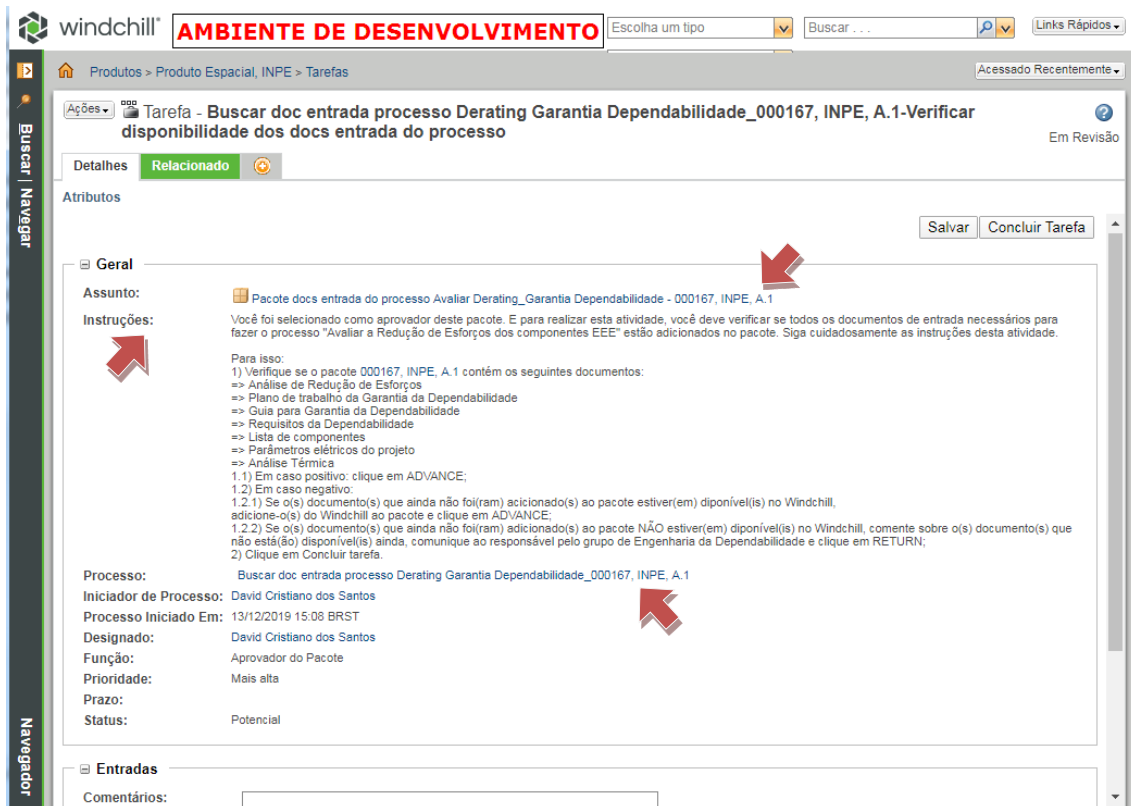 windchill®
AMBIENTE DE DESENVOLVIMENTO
Escolha um tipo
Buscar . . .
Links Rápidos
Produtos > Produto Espacial, INPE > Tarefas
Acessado Recentemente
Buscar | Navegar
Ações
Tarefa - Buscar doc entrada processo Derating Garantia Dependabilidade_000167, INPE, A.1-Verificar
disponibilidade dos docs entrada do processo
Em Revisão
Detalhes
Relacionado
Atributos
Salvar
Concluir Tarefa
Geral
Assunto:
Pacote docs entrada do processo Avaliar Derating_Garantia Dependabilidade - 000167, INPE, A.1
Instruções:
Você foi selecionado como aprovador deste pacote. E para realizar esta atividade, você deve verificar se todos os documentos de entrada necessários para
fazer o processo "Avaliar a Redução de Esforços dos componentes EEE" estão adicionados no pacote. Siga cuidadosamente as instruções desta atividade.
Para isso:
1) Verifique se o pacote 000167, INPE, A.1 contém os seguintes documentos:
=> Análise de Redução de Esforços
=> Plano de trabalho da Garantia da Dependabilidade
=> Guia para Garantia da Dependabilidade
=> Requisitos da Dependabilidade
=> Lista de componentes
=> Parâmetros elétricos do projeto
=> Análise Térmica
1.1) Em caso positivo: clique em ADVANCE;
1.2) Em caso negativo:
1.2.1) Se o(s) documento(s) que ainda não foi(ram) acicionado(s) ao pacote estiver(em) diponível(is) no Windchill,
adicione-o(s) do Windchill ao pacote e clique em ADVANCE;
1.2.2) Se o(s) documento(s) que ainda não foi(ram) adicionado(s) ao pacote NÃO estiver(em) diponível(is) no Windchill, comente sobre o(s) documento(s) que
não está(ão) disponível(is) ainda, comunique ao responsável pelo grupo de Engenharia da Dependabilidade e clique em RETURN;
2) Clique em Concluir tarefa.
Processo:
Buscar doc entrada processo Derating Garantia Dependabilidade_000167, INPE, A.1
Iniciador de Processo: David Cristiano dos Santos
Processo Iniciado Em: 13/12/2019 15:08 BRST
Designado: David Cristiano dos Santos
Função: Aprovador do Pacote
Prioridade: Mais alta
Prazo:
Status: Potencial
Navegador
Entradas
Comentários: